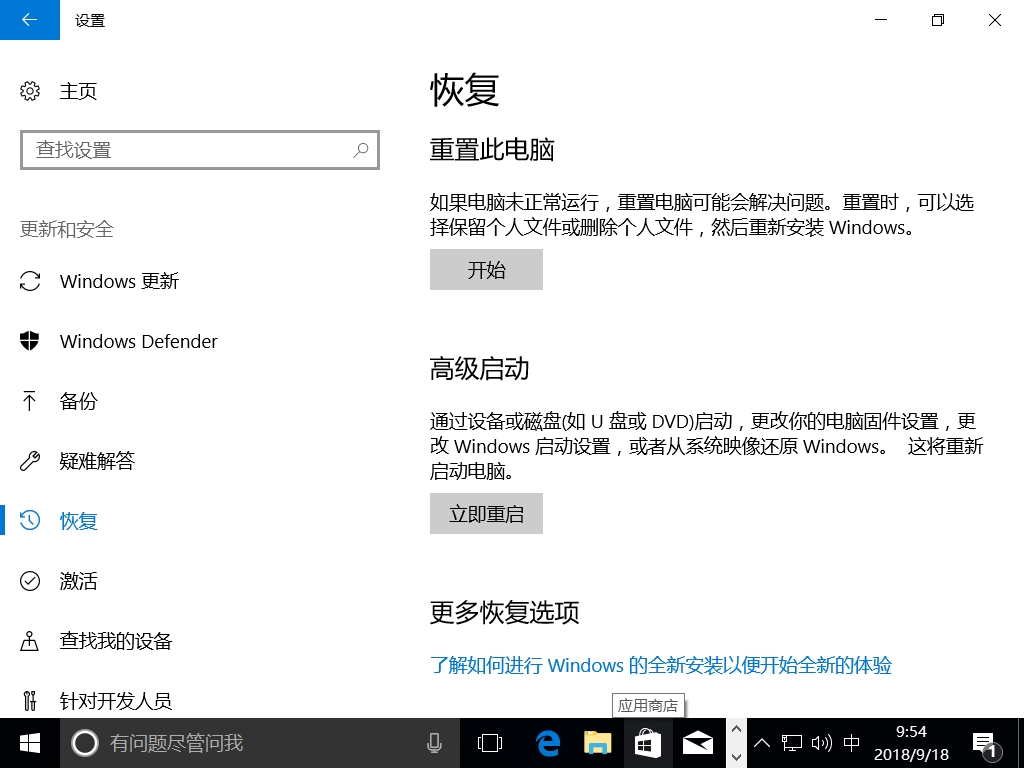 设置
主页
查找设置
更新和安全
Windows 更新
Windows Defender
备份
疑难解答
恢复
激活
查找我的设备
针对开发人员
恢复
重置此电脑
如果电脑未正常运行，重置电脑可能会解决问题。重置时，可以选
择保留个人文件或删除个人文件，然后重新安装 Windows。
开始
高级启动
通过设备或磁盘(如 U 盘或 DVD)启动，更改你的电脑固件设置，更
改 Windows 启动设置，或者从系统映像还原 Windows。 这将重新
启动电脑。
立即重启
更多恢复选项
了解如何进行 Windows 的全新安装以便开始全新的体验
应用商店
有问题尽管问我
中
9:54
2018/9/18
1